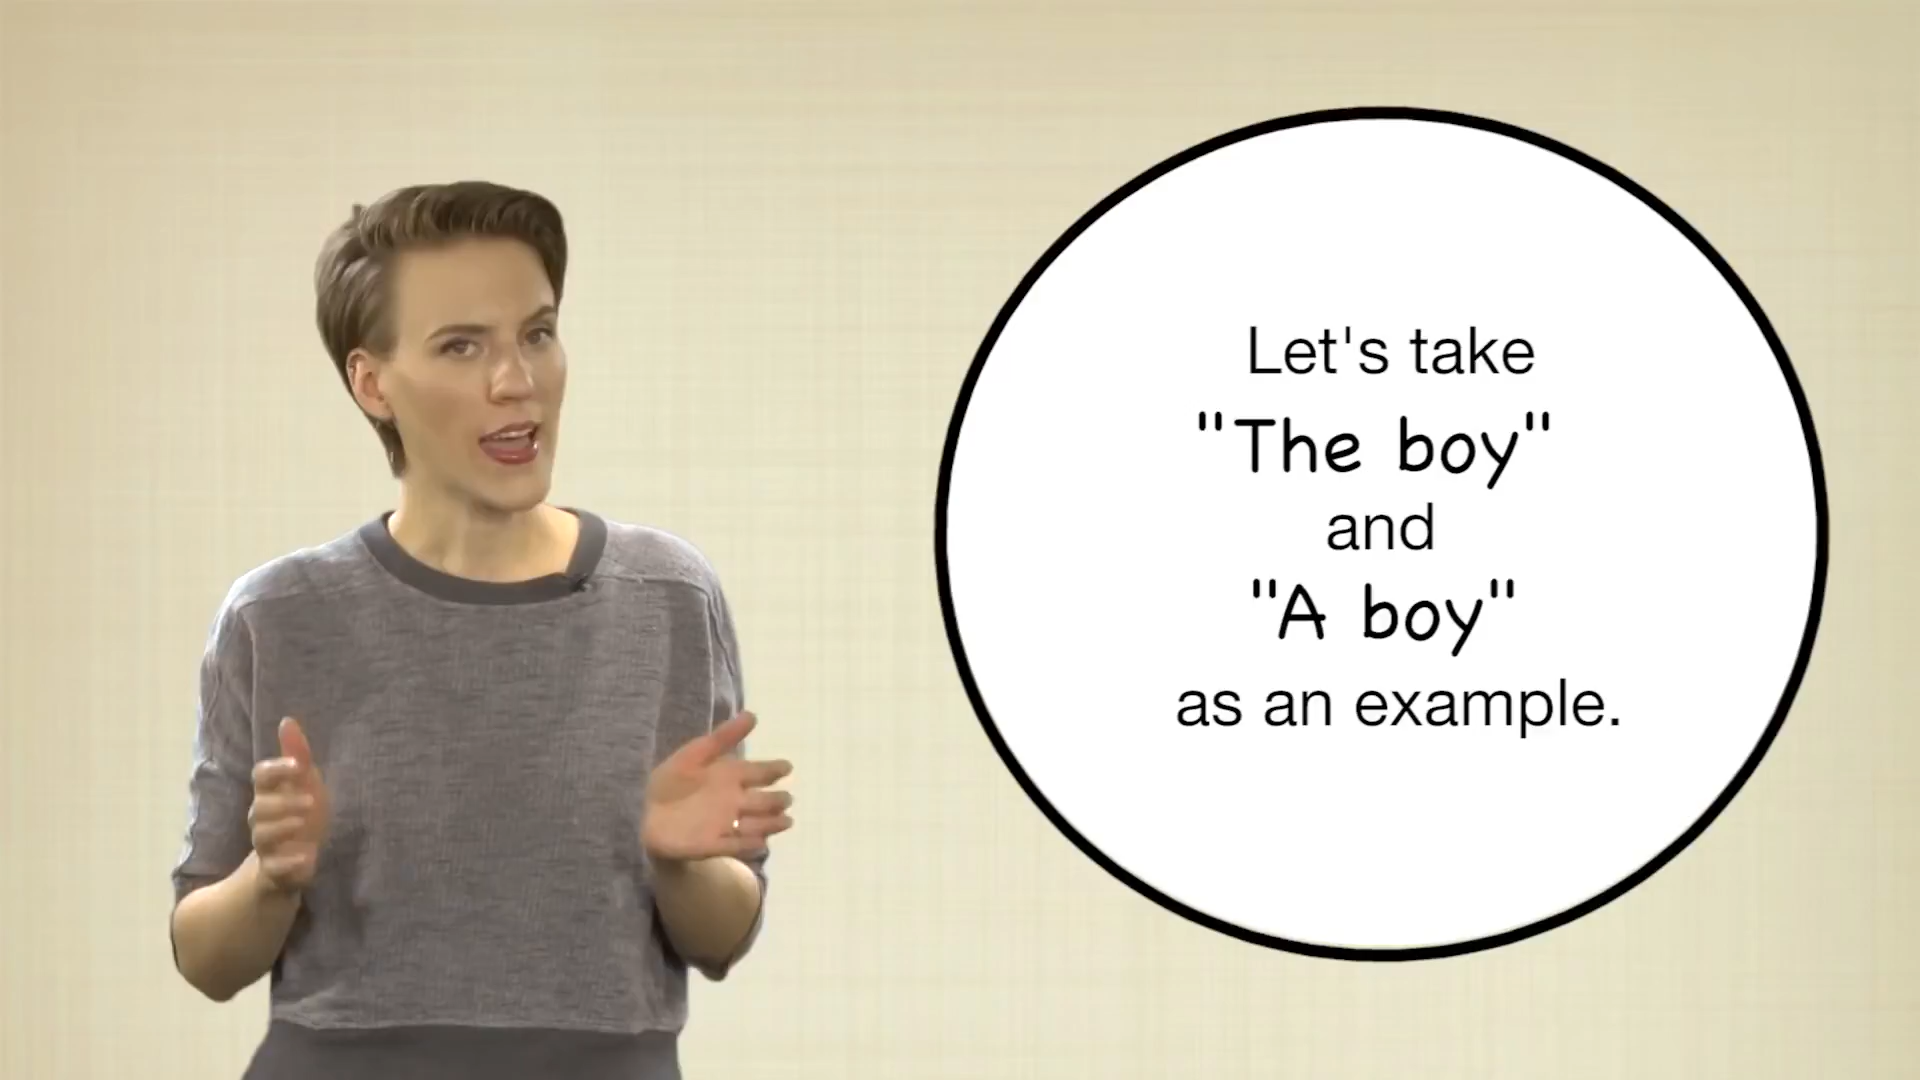 Let's take
"The boy"
and
"A boy"
as an example.